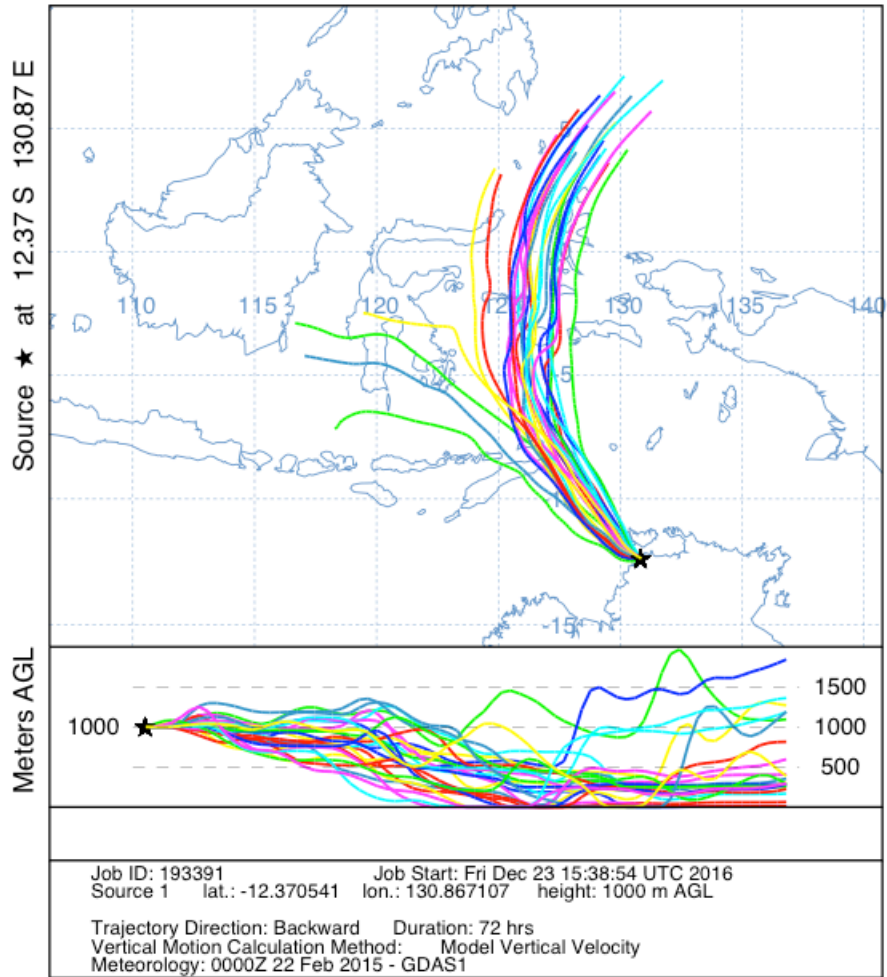 Source ★ at 12.37 S 130.87 E
5
110 115 120 125 130 135 140
-5
-15
Meters AGL
1500
1000 1000
500
Job ID: 193391 Job Start: Fri Dec 23 15:38:54 UTC 2016
Source 1 lat.: -12.370541 lon.: 130.867107 height: 1000 m AGL
Trajectory Direction: Backward Duration: 72 hrs
Vertical Motion Calculation Method: Model Vertical Velocity
Meteorology: 0000Z 22 Feb 2015 - GDAS1